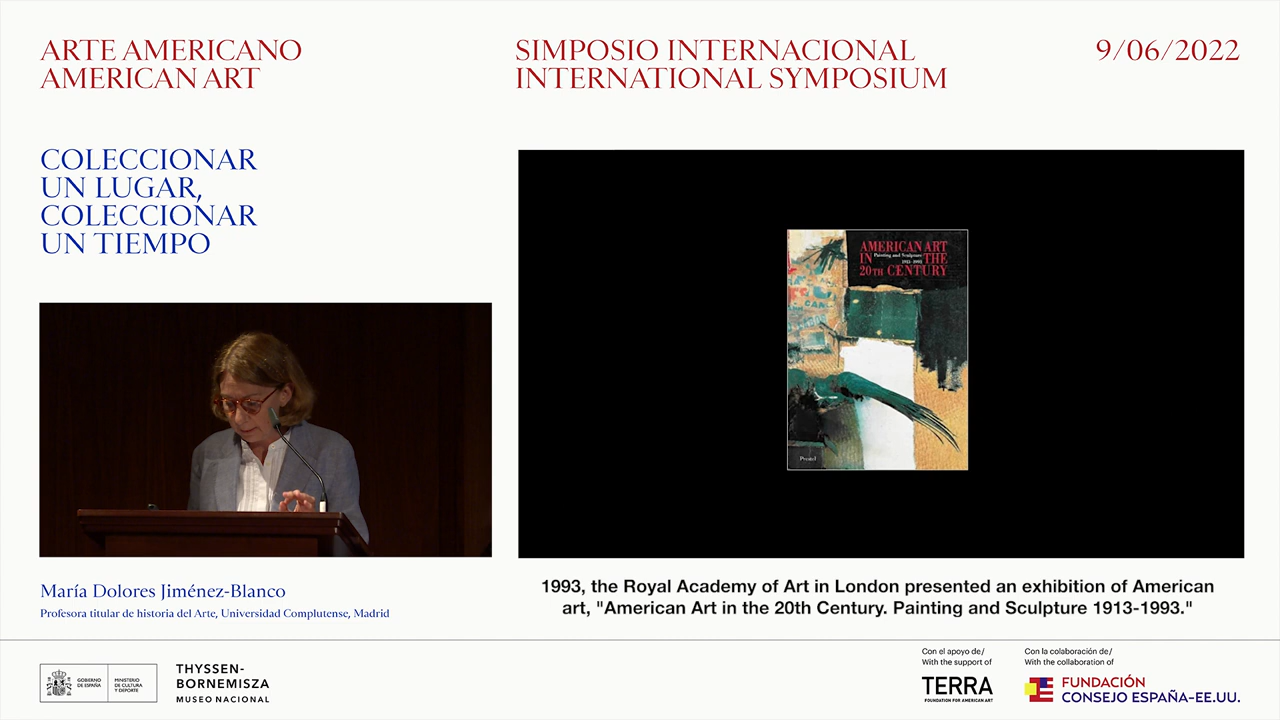 ARTE AMERICANO
AMERICAN ART
SIMPOSIO INTERNACIONAL
INTERNATIONAL SYMPOSIUM
9/06/2022
COLECCIONAR
UN LUGAR,
COLECCIONAR
UN TIEMPO
AMERICAN ART
IN Painting and Sculpture THE
1913-1993
20TH CENTURY
Prestel
María Dolores Jiménez-Blanco
Profesora titular de historia del Arte, Universidad Complutense, Madrid
1993, the Royal Academy of Art in London presented an exhibition of American
art, "American Art in the 20th Century. Painting and Sculpture 1913-1993."
GOBIERNO
DE ESPAÑA
MINISTERIO
DE CULTURA
Y DEPORTE
THYSSEN-
BORNEMISZA
MUSEO NACIONAL
Con el apoyo de/
With the support of
TERRA
FOUNDATION FOR AMERICAN ART
Con la colaboración de/
With the collaboration of
FUNDACIÓN
CONSEJO ESPAÑA-EE.UU.